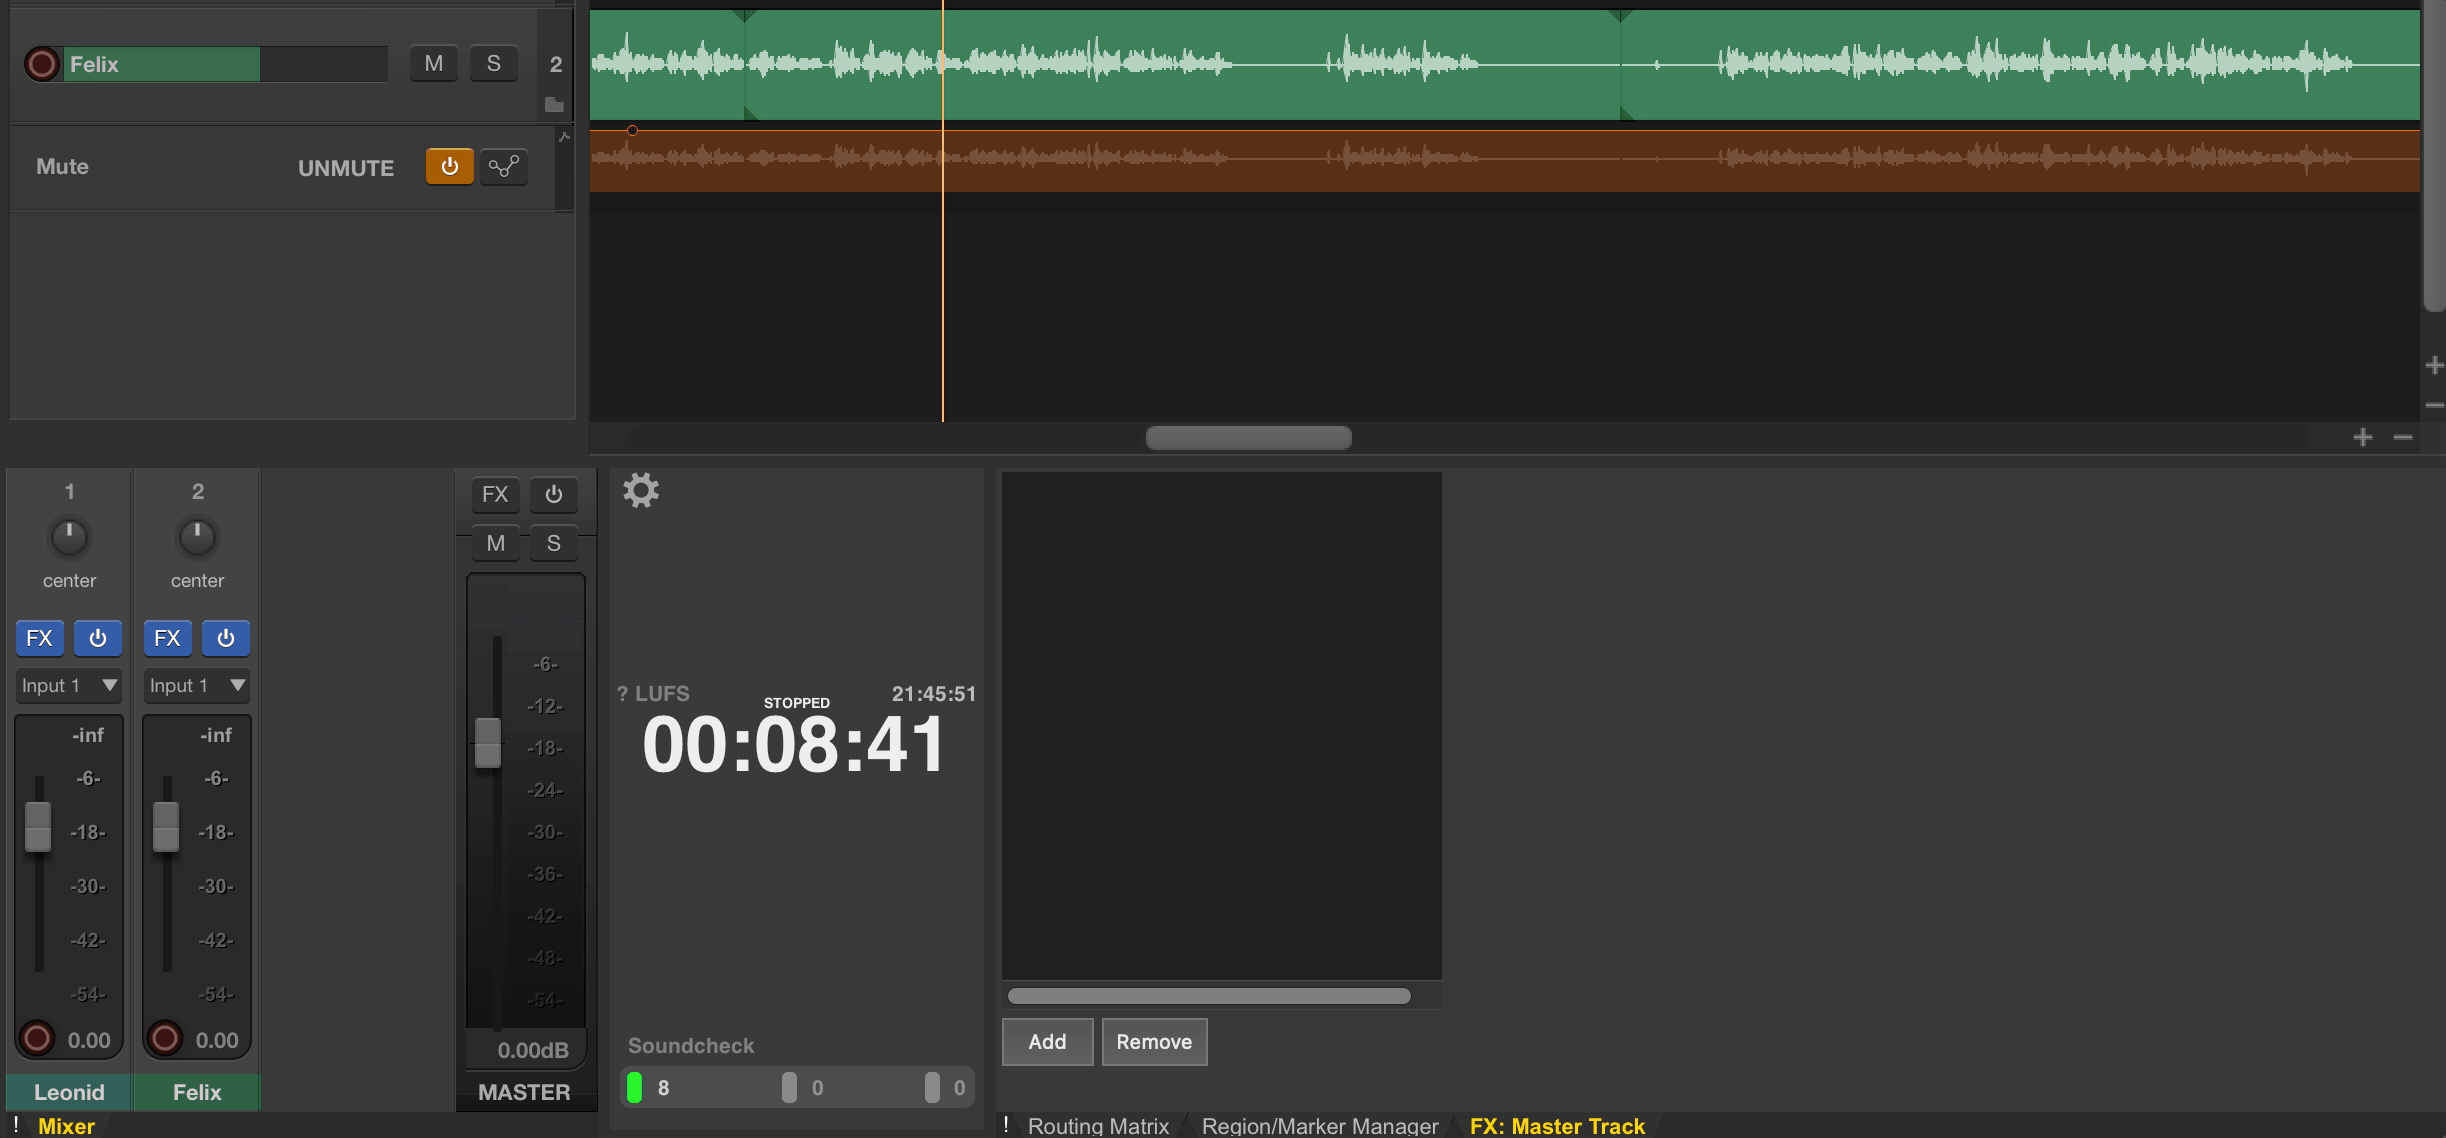 Felix
M
S
2
Mute
UNMUTE
1
center
FX
Input 1
-inf
-6-
-18-
-30-
-42-
-54-
0.00
Leonid
2
center
FX
Input 1
-inf
-6-
-18-
-30-
-42-
-54-
0.00
Felix
FX
M
S
-6-
-12-
-18-
-24-
-30-
-36-
-42-
-48-
-54-
0.00dB
MASTER
? LUFS
STOPPED
21:45:51
00:08:41
Soundcheck
8
0
0
Add
Remove
! Mixer
! Routing Matrix
Region/Marker Manager
FX: Master Track